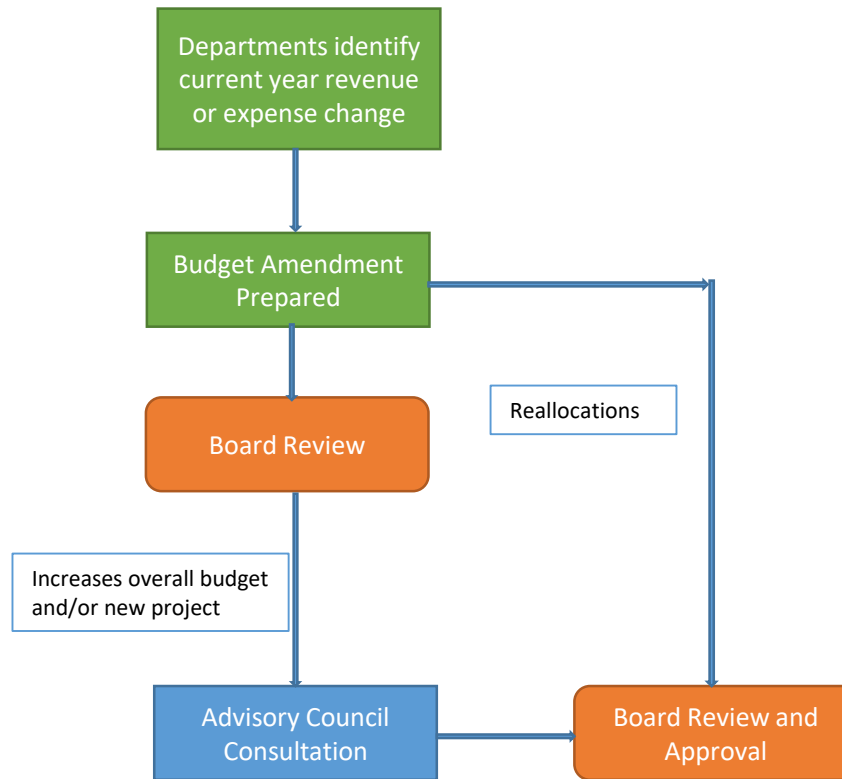 Departments identify
current year revenue
or expense change
Budget Amendment
Prepared
Board Review
Reallocations
Increases overall budget
and/or new project
Advisory Council
Consultation
Board Review and
Approval